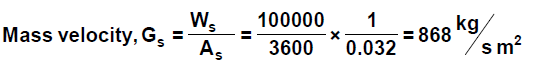 Mass velocity, Gₛ = Wₛ / Aₛ = 100000 / 3600 × 1 / 0.032 = 868 kg / s m²